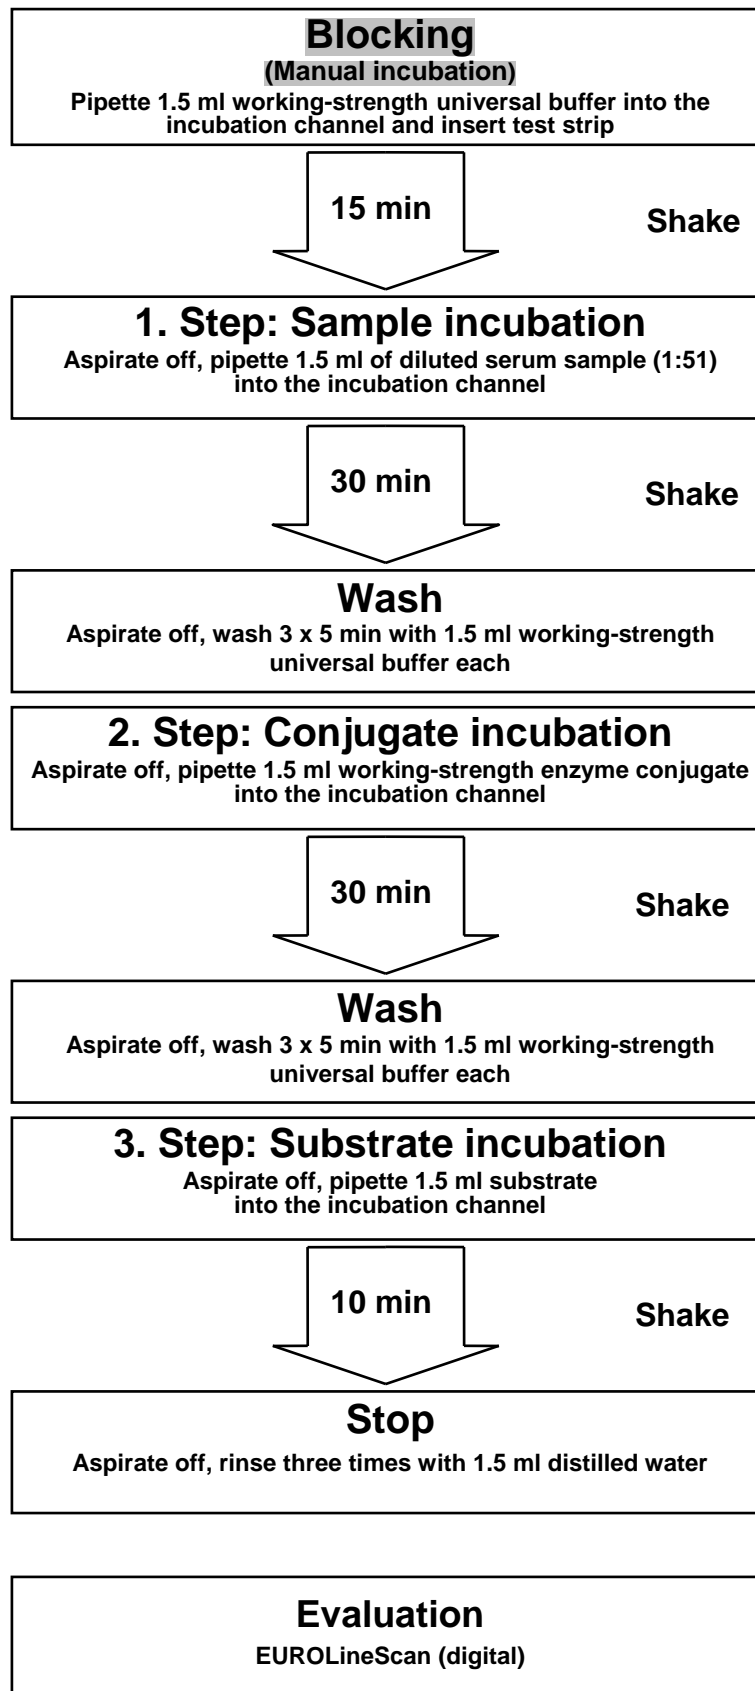 Blocking
(Manual incubation)
Pipette 1.5 ml working-strength universal buffer into the
incubation channel and insert test strip
15 min
Shake
1. Step: Sample incubation
Aspirate off, pipette 1.5 ml of diluted serum sample (1:51)
into the incubation channel
30 min
Shake
Wash
Aspirate off, wash 3 x 5 min with 1.5 ml working-strength
universal buffer each
2. Step: Conjugate incubation
Aspirate off, pipette 1.5 ml working-strength enzyme conjugate
into the incubation channel
30 min
Shake
Wash
Aspirate off, wash 3 x 5 min with 1.5 ml working-strength
universal buffer each
3. Step: Substrate incubation
Aspirate off, pipette 1.5 ml substrate
into the incubation channel
10 min
Shake
Stop
Aspirate off, rinse three times with 1.5 ml distilled water
Evaluation
EUROLineScan (digital)